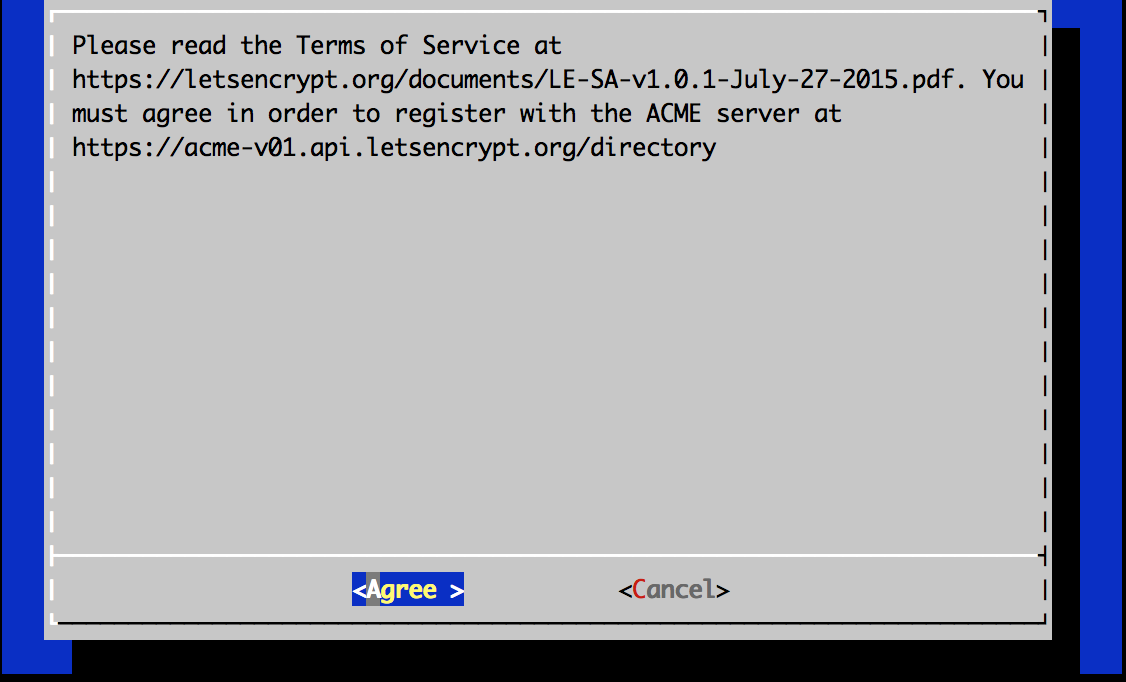 Please read the Terms of Service at
https://letsencrypt.org/documents/LE-SA-v1.0.1-July-27-2015.pdf. You
must agree in order to register with the ACME server at
https://acme-v01.api.letsencrypt.org/directory
<Agree > <Cancel>